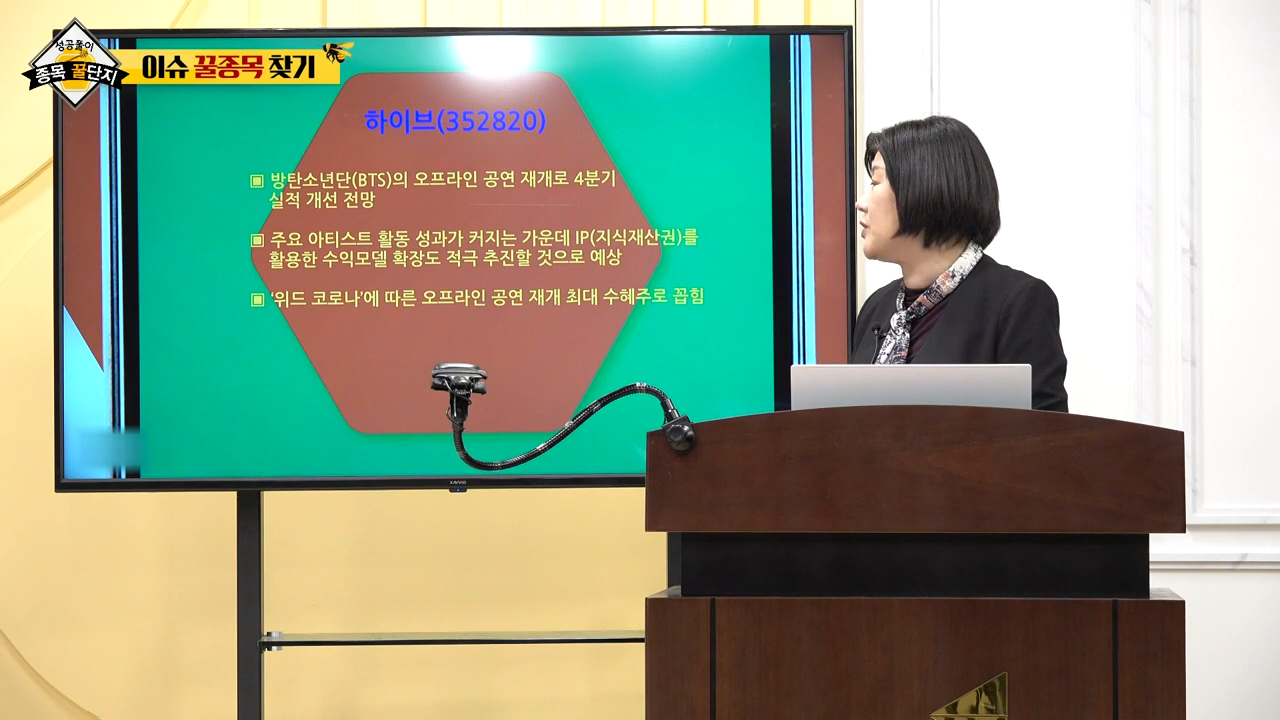 성공풀이
종목 꿀단지
이슈 꿀종목 찾기
하이브(352820)
▣ 방탄소년단(BTS)의 오프라인 공연 재개로 4분기
실적 개선 전망
▣ 주요 아티스트 활동 성과가 커지는 가운데 IP(지식재산권)를
활용한 수익모델 확장도 적극 추진할 것으로 예상
▣ ‘위드 코로나’에 따른 오프라인 공연 재개 최대 수혜주로 꼽힘